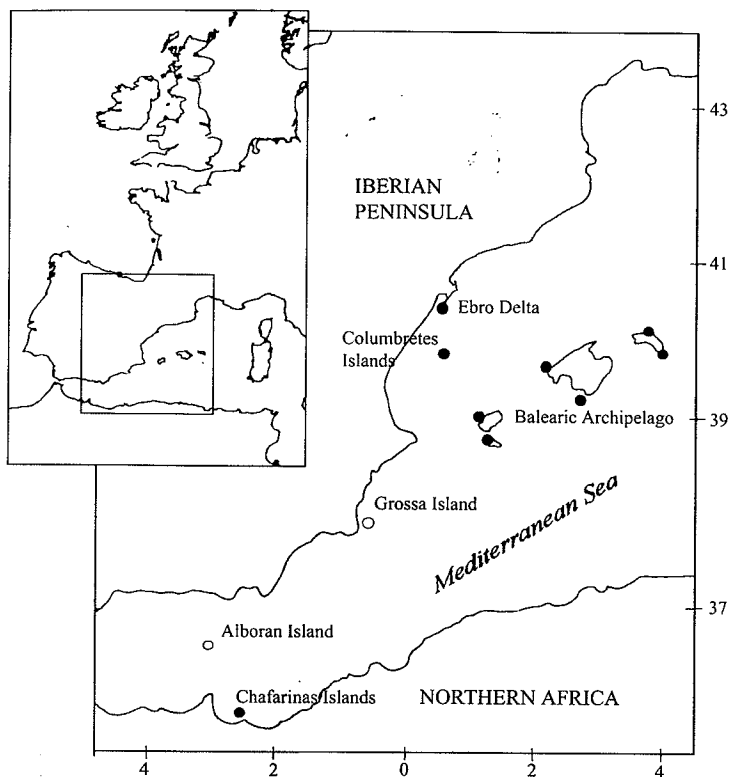 IBERIAN
PENINSULA
43
41
Ebro Delta
Columbretes
Islands
Balearic Archipelago
39
Grossa Island
Mediterranean Sea
37
Alboran Island
Chafarinas Islands
NORTHERN AFRICA
4
2
0
2
4